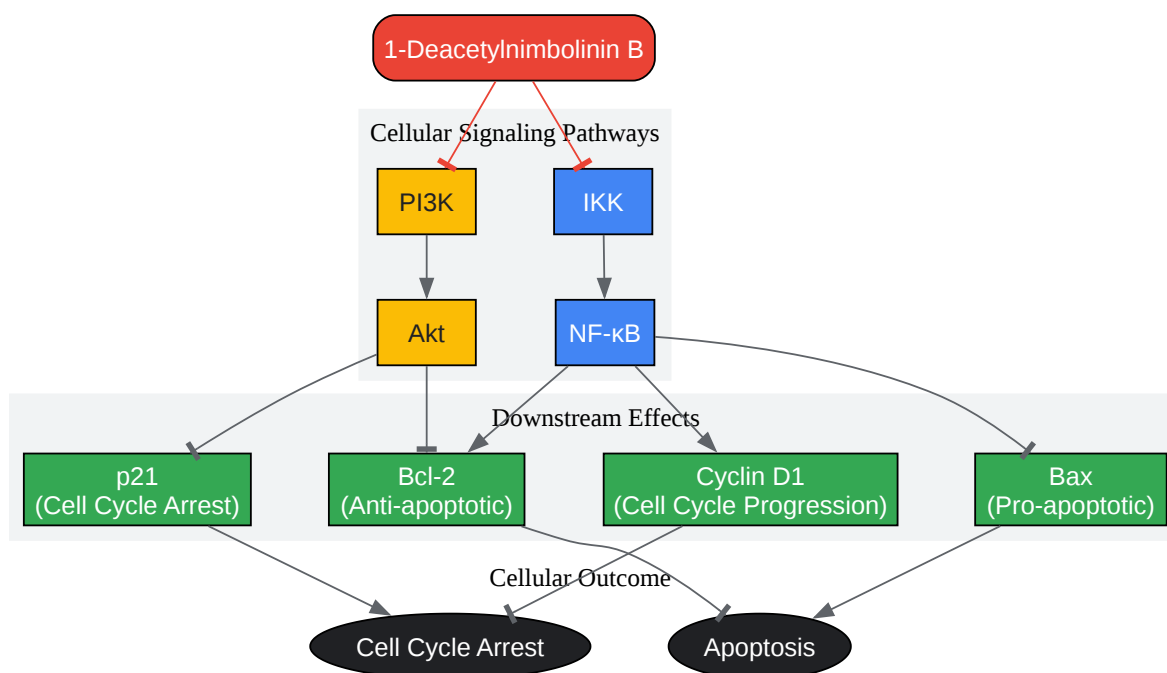 1-Deacetylnimbolinin B
Cellular Signaling Pathways
PI3K
IKK
Akt
NF-κB
Downstream Effects
p21
(Cell Cycle Arrest)
Bcl-2
(Anti-apoptotic)
Cyclin D1
(Cell Cycle Progression)
Bax
(Pro-apoptotic)
Cellular Outcome
Cell Cycle Arrest
Apoptosis